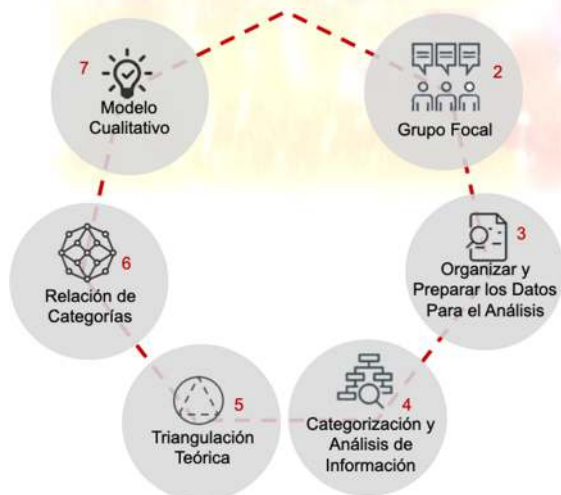 7
Modelo
Cualitativo
2
Grupo Focal
3
Organizar y
Preparar los Datos
Para el Análisis
6
Relación de
Categorías
5
Triangulación
Teórica
4
Categorización y
Análisis de
Información